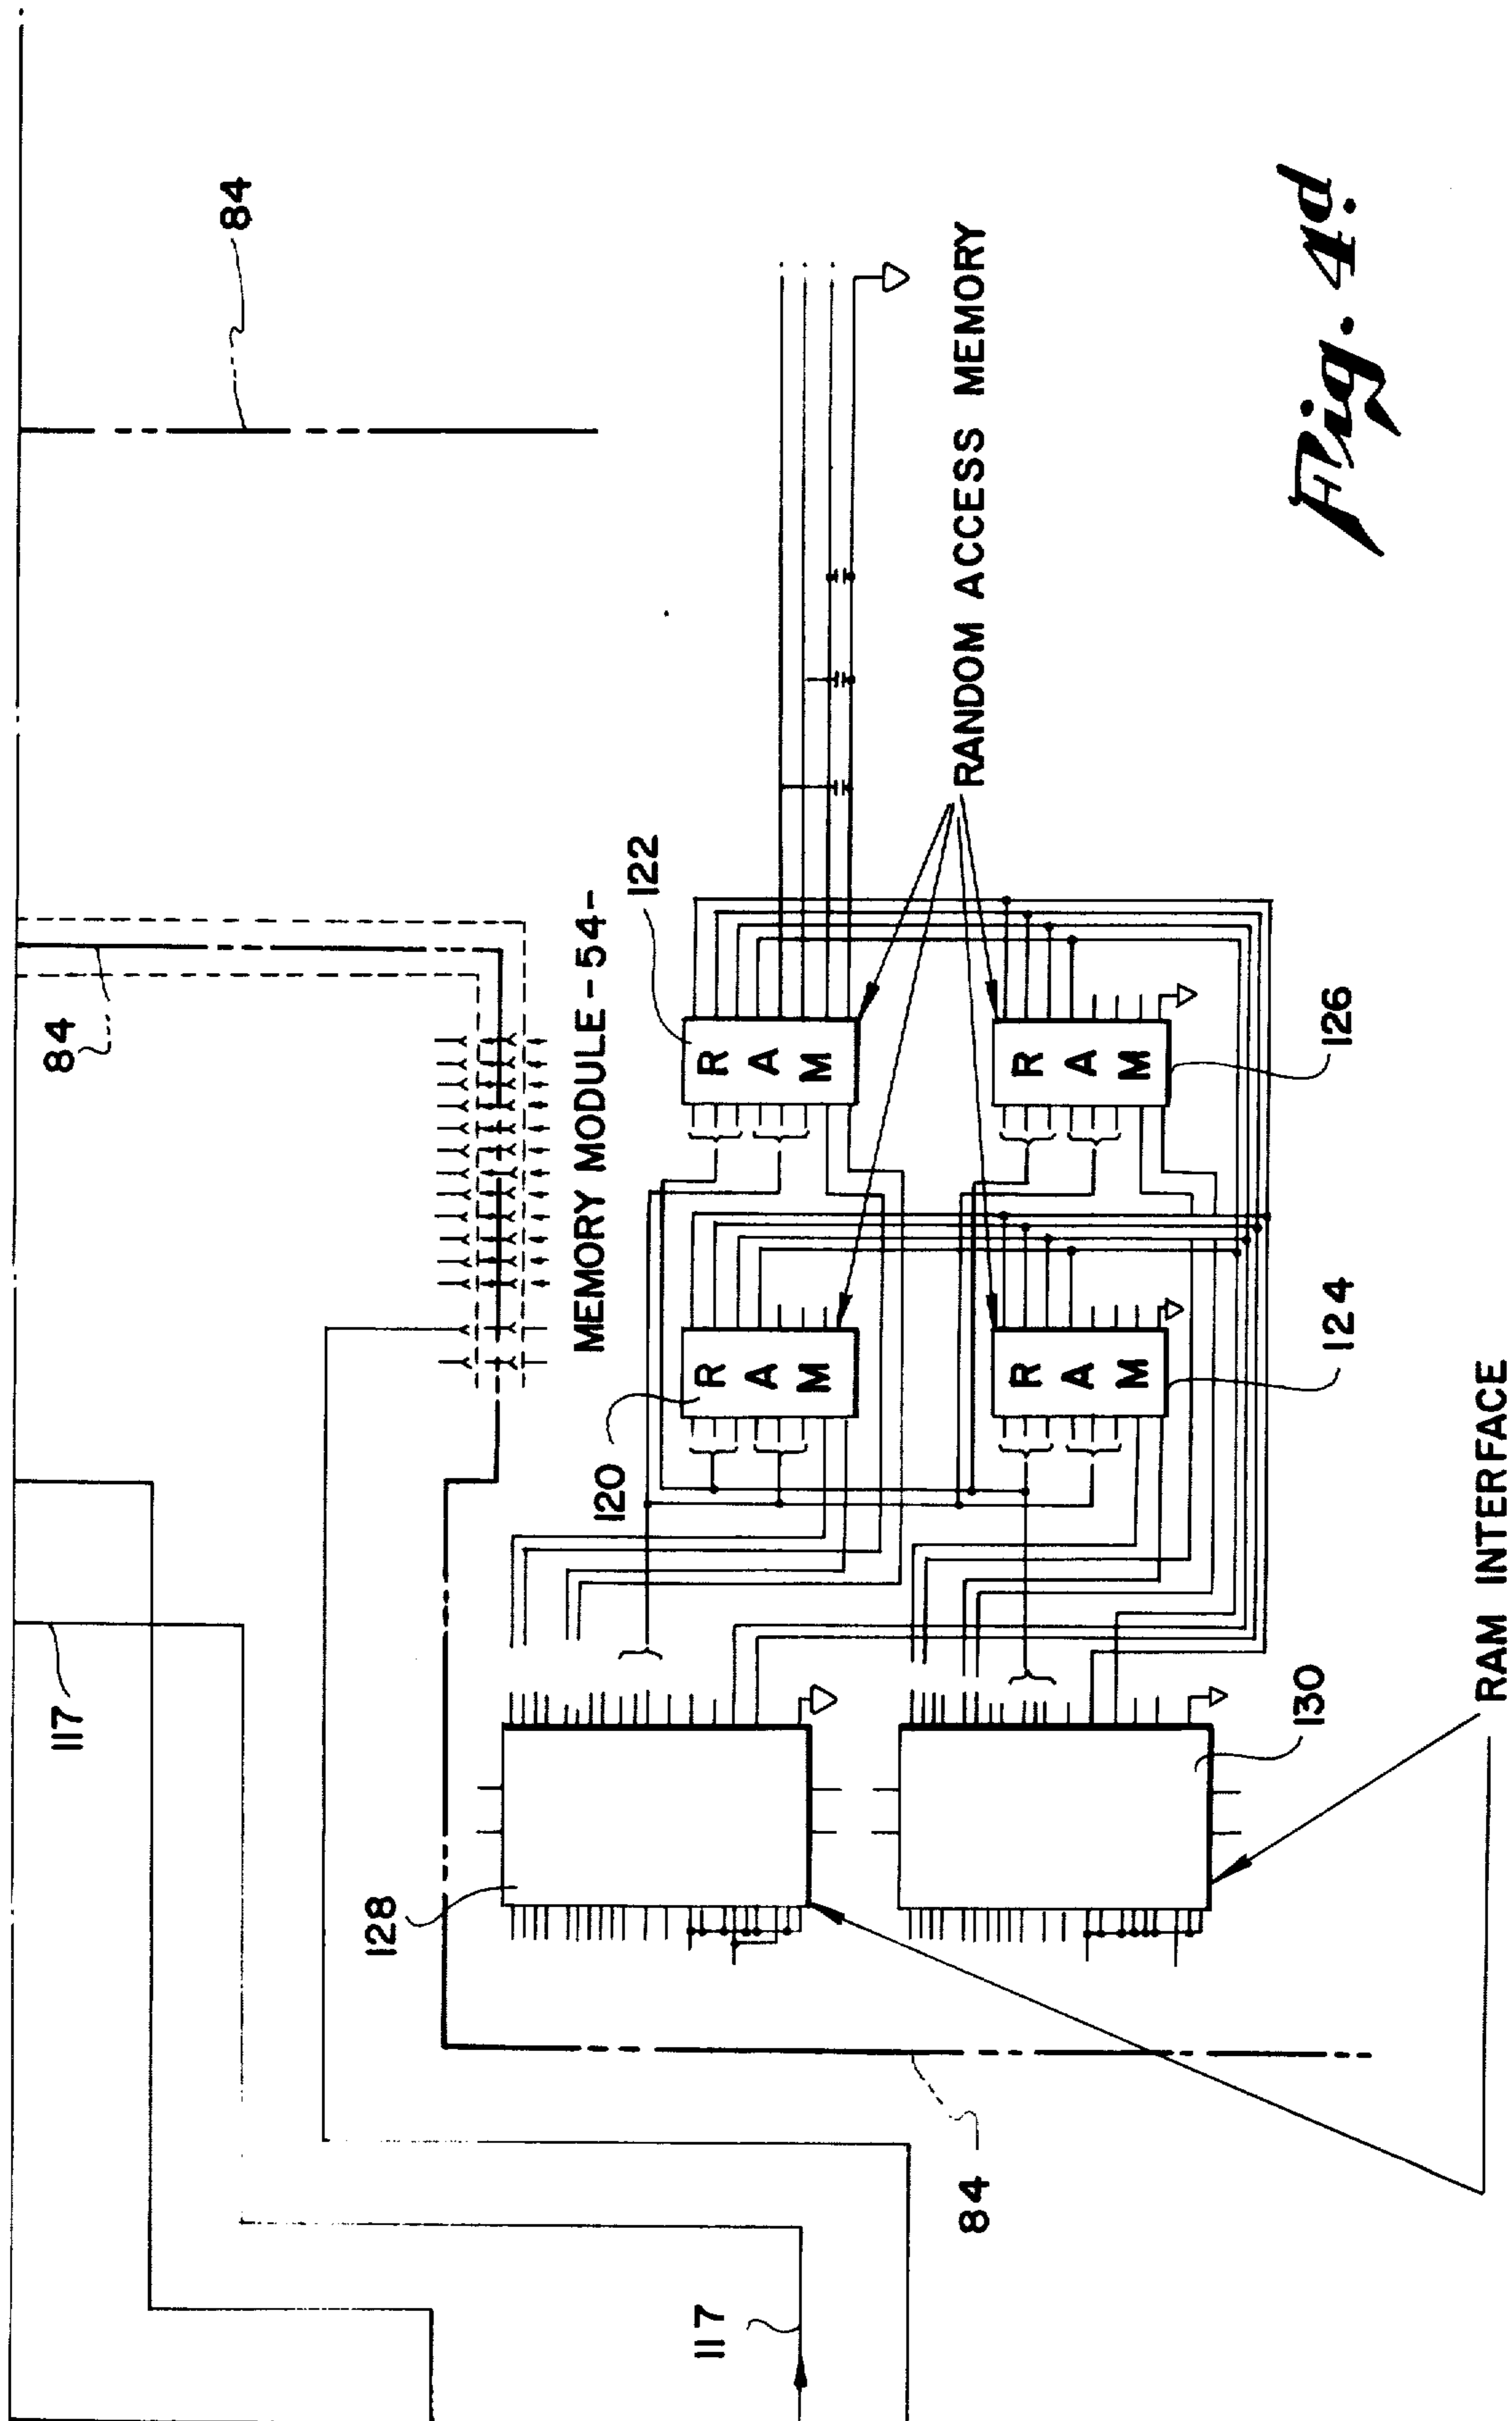 117
84
84
128
MEMORY MODULE - 54 -
120
122
117
R
A
M
R
A
M
84
RANDOM ACCESS MEMORY
R
A
M
R
A
M
130
124
126
Fig. 4d
RAM INTERFACE